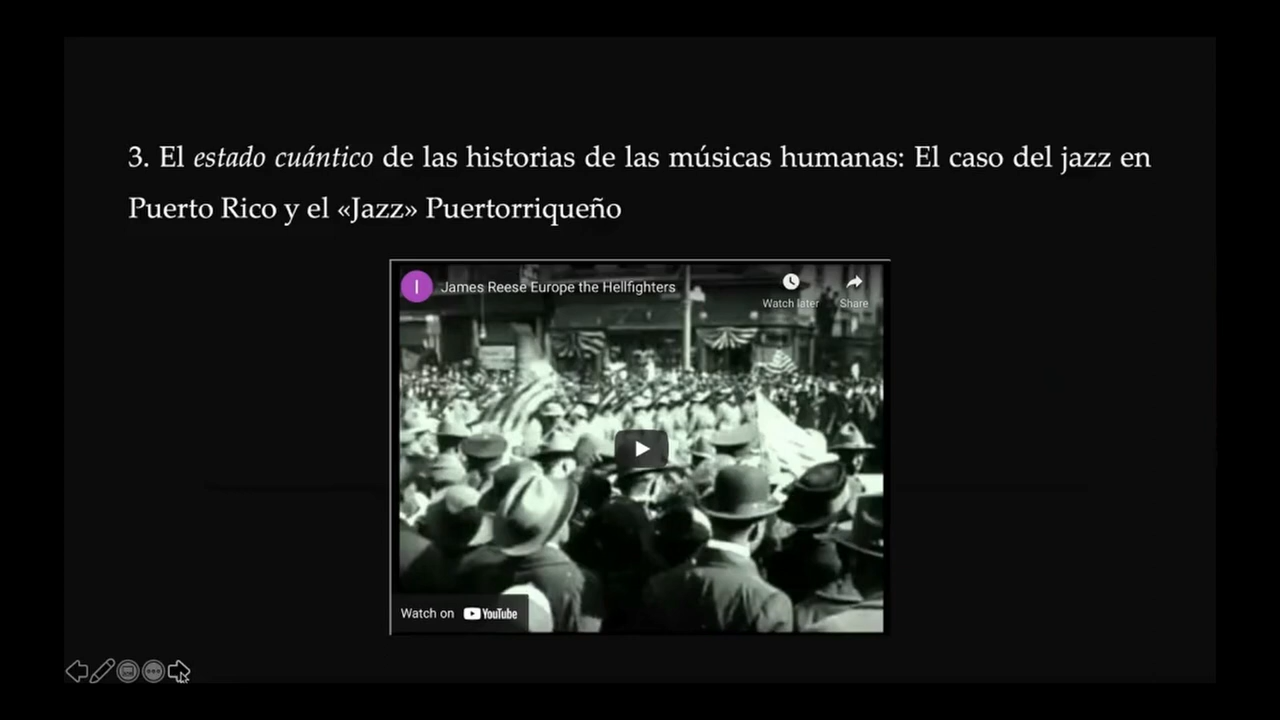 3. El estado cuántico de las historias de las músicas humanas: El caso del jazz en
Puerto Rico y el «Jazz» Puertorriqueño
I
James Reese Europe the Hellfighters
Watch later
Share
Watch on YouTube